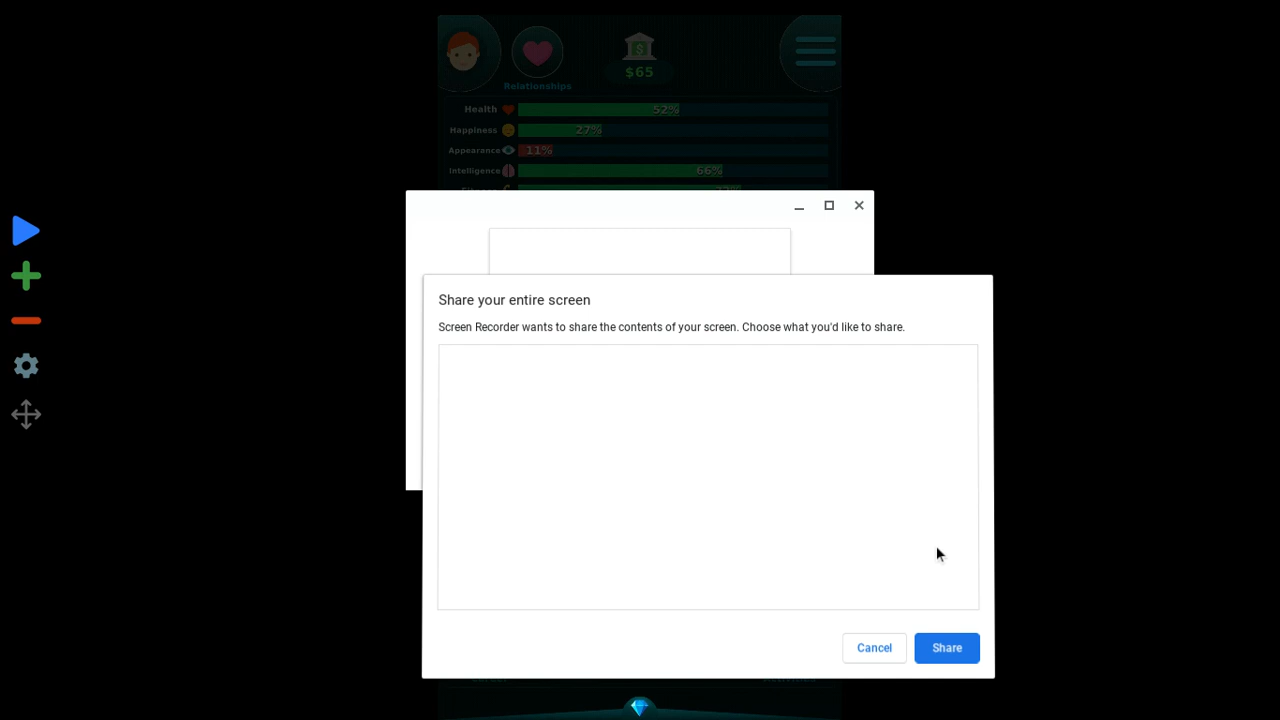 $65
Relationships
Health 52%
Happiness 27%
Appearance 11%
Intelligence 66%
Share your entire screen
Screen Recorder wants to share the contents of your screen. Choose what you'd like to share.
Cancel Share